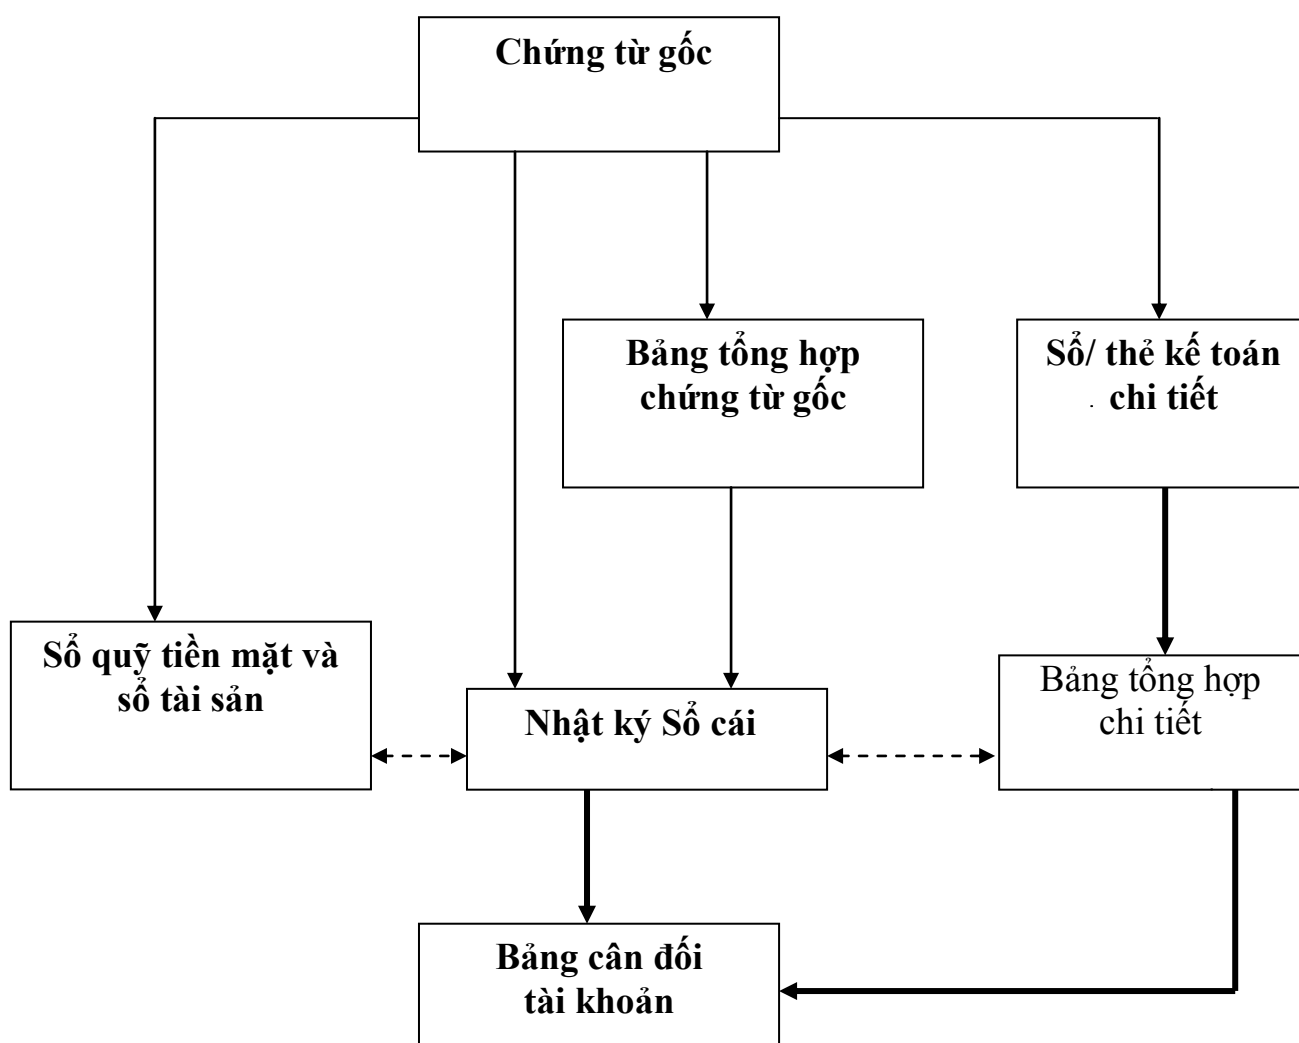 Chứng từ gốc
Bảng tổng hợp
chứng từ gốc
Sổ/ thẻ kế toán
. chi tiết
Sổ quỹ tiền mặt và
sổ tài sản
Nhật ký Sổ cái
Bảng tổng hợp
chi tiết
Bảng cân đối
tài khoản